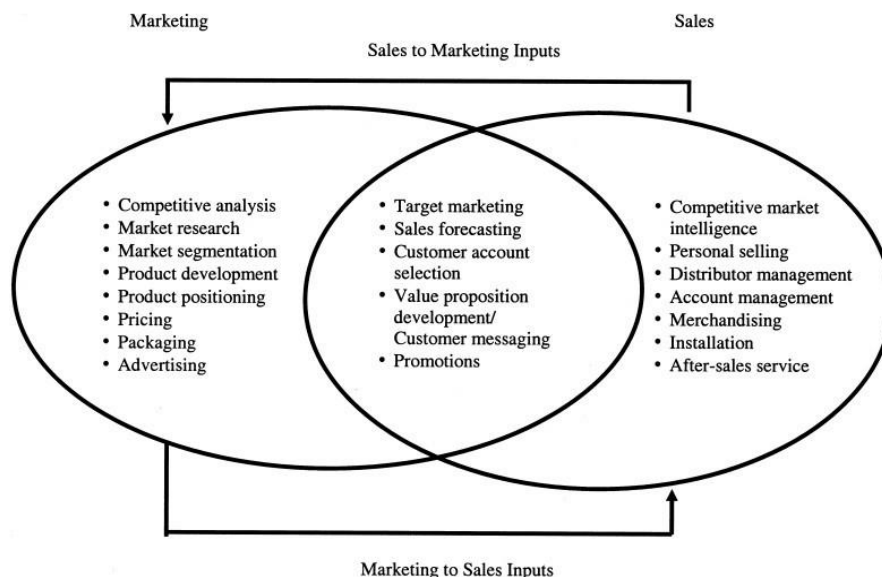 Marketing
Sales
Sales to Marketing Inputs
• Competitive analysis
• Market research
• Market segmentation
• Product development
• Product positioning
• Pricing
• Packaging
• Advertising
• Target marketing
• Sales forecasting
• Customer account
selection
• Value proposition
development/
Customer messaging
• Promotions
• Competitive market
intelligence
• Personal selling
• Distributor management
• Account management
• Merchandising
• Installation
• After-sales service
Marketing to Sales Inputs